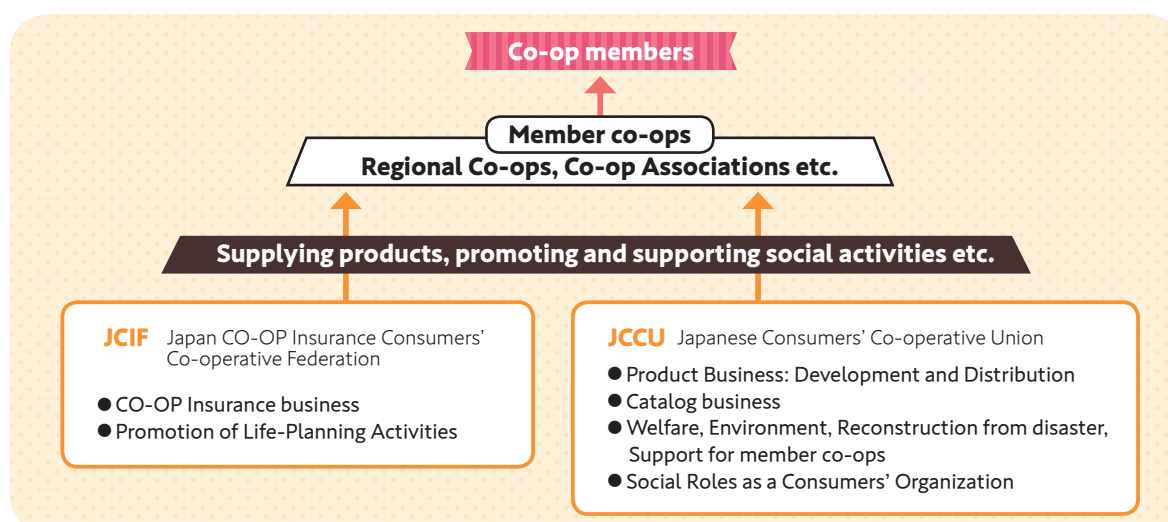 Co-op members
Member co-ops
Regional Co-ops, Co-op Associations etc.
Supplying products, promoting and supporting social activities etc.
JCIF Japan CO-OP Insurance Consumers’
Co-operative Federation
● CO-OP Insurance business
● Promotion of Life-Planning Activities
JCCU Japanese Consumers’ Co-operative Union
● Product Business: Development and Distribution
● Catalog business
● Welfare, Environment, Reconstruction from disaster,
Support for member co-ops
● Social Roles as a Consumers’ Organization